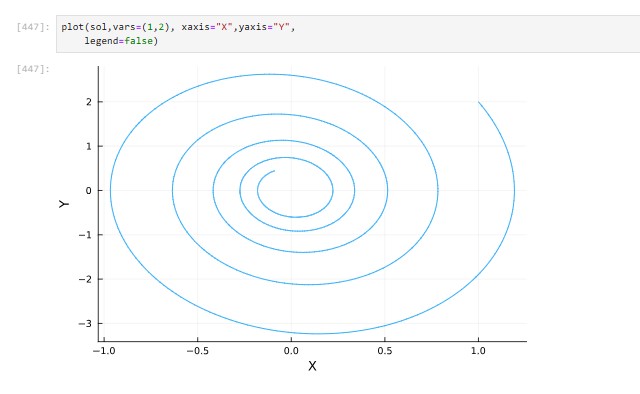 [447]: plot(sol,vars=(1,2), xaxis="X",yaxis="Y",
legend=false)
[447]:
2
1
0
−1
−2
−3
Y
−1.0 −0.5 0.0 0.5 1.0
X